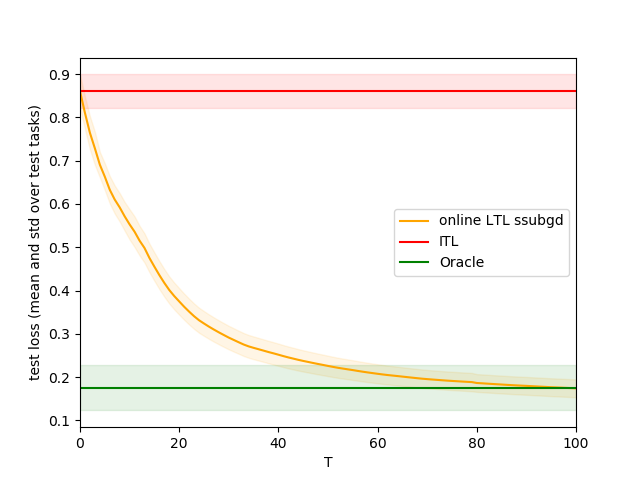 test loss (mean and std over test tasks)
0.9
0.8
0.7
0.6
0.5
0.4
0.3
0.2
0.1
online LTL ssubgd
ITL
Oracle
0 20 40 60 80 100
T